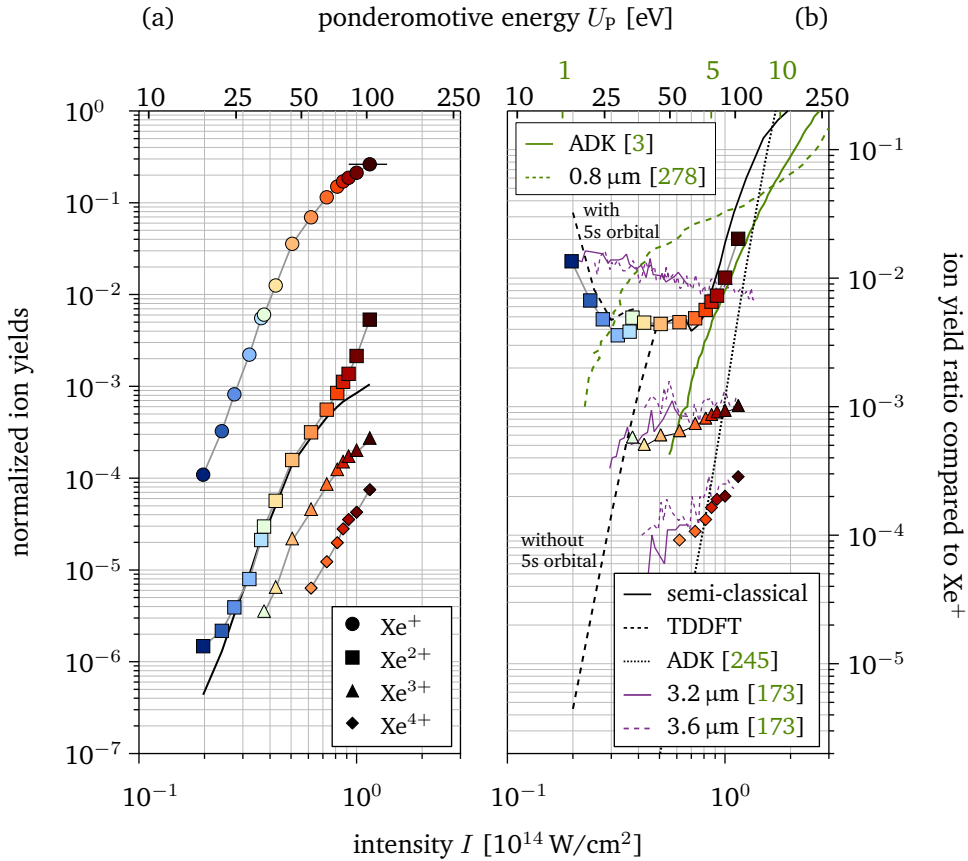 (a)
ponderomotive energy U_P [eV]
(b)
1 5 10
10 25 50 100 250
10 25 50 100 250
10^0
10^−1
10^−2
10^−3
10^−4
10^−5
10^−6
10^−7
normalized ion yields
Xe^+
Xe^2+
Xe^3+
Xe^4+
ADK [3]
0.8 µm [278]
with
5s orbital
without
5s orbital
semi-classical
TDDFT
ADK [245]
3.2 µm [173]
3.6 µm [173]
10^−1
10^−2
10^−3
10^−4
10^−5
ion yield ratio compared to Xe^+
10^−1 10^0
10^−1 10^0
intensity I [10^14 W/cm^2]